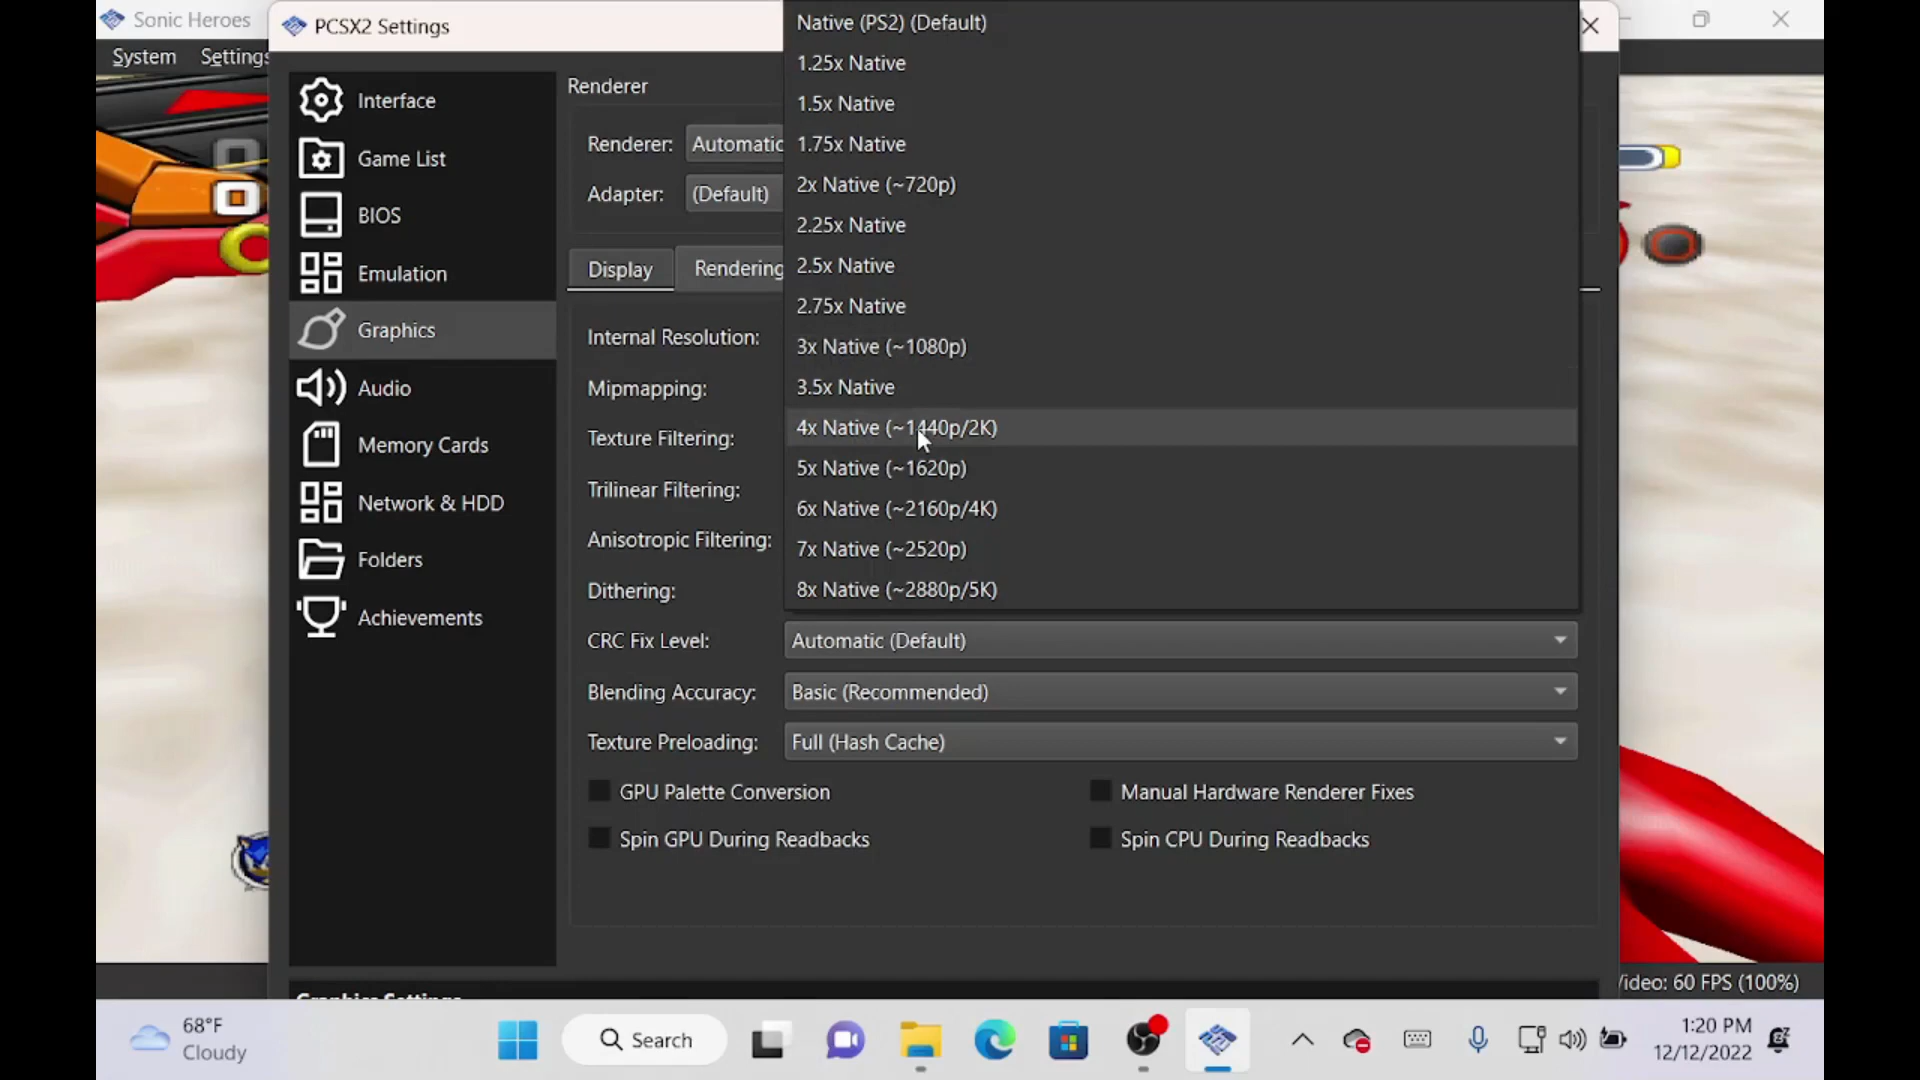 Sonic Heroes
System
Settings
PCSX2 Settings
Interface
Game List
BIOS
Emulation
Graphics
Audio
Memory Cards
Network & HDD
Folders
Achievements
Renderer
Renderer: Automatic
Adapter: (Default)
Display
Rendering
Internal Resolution:
Mipmapping:
Texture Filtering:
Trilinear Filtering:
Anisotropic Filtering:
Dithering:
Native (PS2) (Default)
1.25x Native
1.5x Native
1.75x Native
2x Native (~720p)
2.25x Native
2.5x Native
2.75x Native
3x Native (~1080p)
3.5x Native
4x Native (~1440p/2K)
5x Native (~1620p)
6x Native (~2160p/4K)
7x Native (~2520p)
8x Native (~2880p/5K)
CRC Fix Level: Automatic (Default)
Blending Accuracy: Basic (Recommended)
Texture Preloading: Full (Hash Cache)
GPU Palette Conversion
Manual Hardware Renderer Fixes
Spin GPU During Readbacks
Spin CPU During Readbacks
Graphics Settings
Video: 60 FPS (100%)
68°F
Cloudy
Search
1:20 PM
12/12/2022